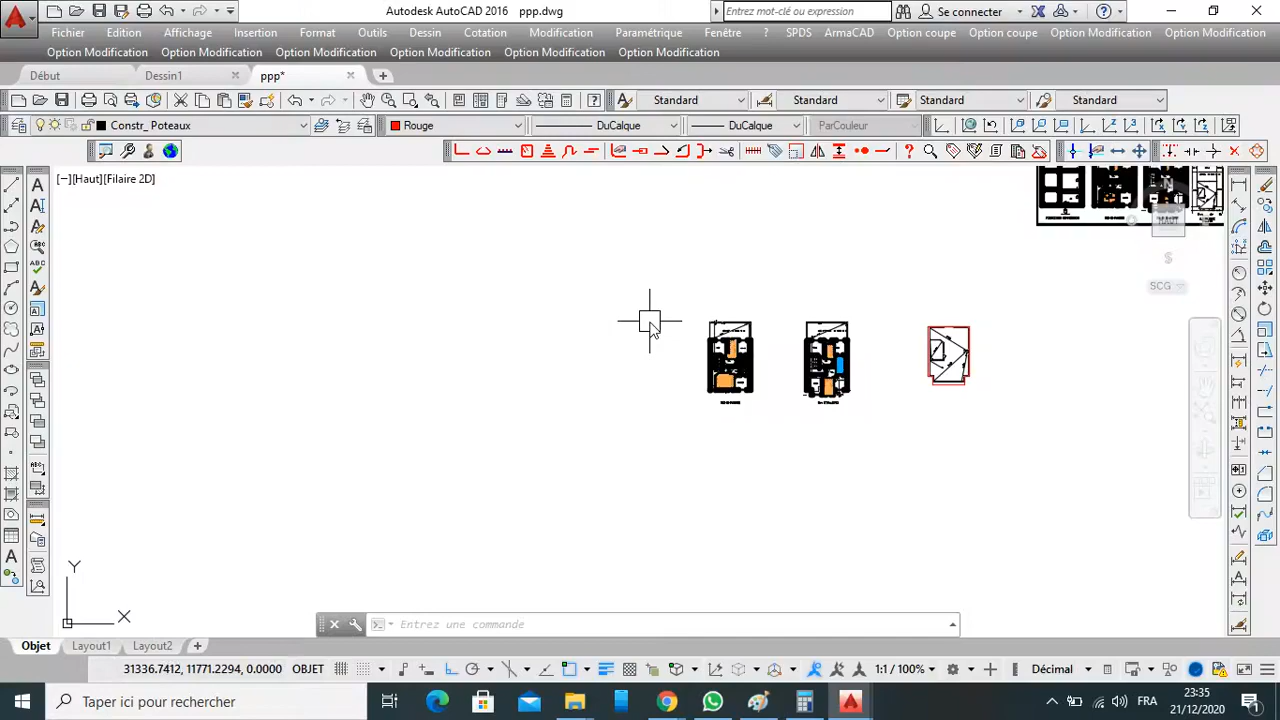 Autodesk AutoCAD 2016 ppp.dwg
Entrez mot-clé ou expression
Se connecter
Fichier Edition Affichage Insertion Format Outils Dessin Cotation Modification Paramétrique Fenêtre ? SPDS ArmaCAD Option coupe Option coupe Option Modification Option Modification
Option Modification Option Modification Option Modification Option Modification Option Modification Option Modification
Début Dessin1 ppp*
Standard Standard Standard Standard
Constr_ Poteaux Rouge DuCalque DuCalque ParCouleur
[−][Haut][Filaire 2D]
N
HAUT
S
SCG
Y
X
Entrez une commande
Objet Layout1 Layout2 +
31336.7412, 11771.2294, 0.0000 OBJET 1:1 / 100% Décimal
Taper ici pour rechercher
FRA
23:35
21/12/2020